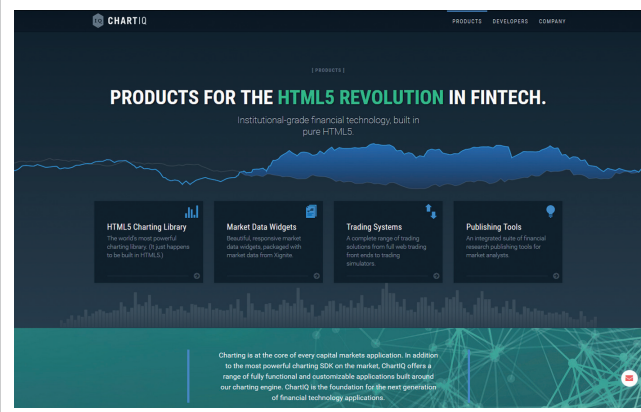 CHARTIQ
PRODUCTS DEVELOPERS COMPANY
[ PRODUCTS ]
PRODUCTS FOR THE HTML5 REVOLUTION IN FINTECH.
Institutional-grade financial technology, built in
pure HTML5.
HTML5 Charting Library
The world's most powerful
charting library. (It just happens
to be built in HTML5.)
Market Data Widgets
Beautiful, responsive market
data widgets, packaged with
market data from Xignite.
Trading Systems
A complete range of trading
solutions from full web trading
front ends to trading
simulators.
Publishing Tools
An integrated suite of financial
research publishing tools for
market analysts.
Charting is at the core of every capital markets application. In addition
to the most powerful charting SDK on the market, ChartIQ offers a
range of fully functional and customizable applications built around
our charting engine. ChartIQ is the foundation for the next generation
of financial technology applications.